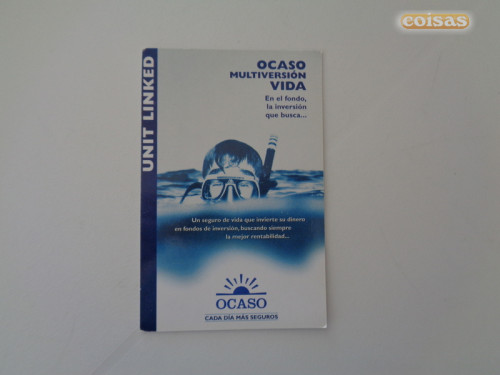 eoisas
UNIT LINKED
OCASO
MULTIVERSIÓN
VIDA
En el fondo,
la inversión
que busca...
Un seguro de vida que invierte su dinero
en fondos de inversión, buscando siempre
la mejor rentabilidad...
OCASO
CADA DÍA MÁS SEGUROS